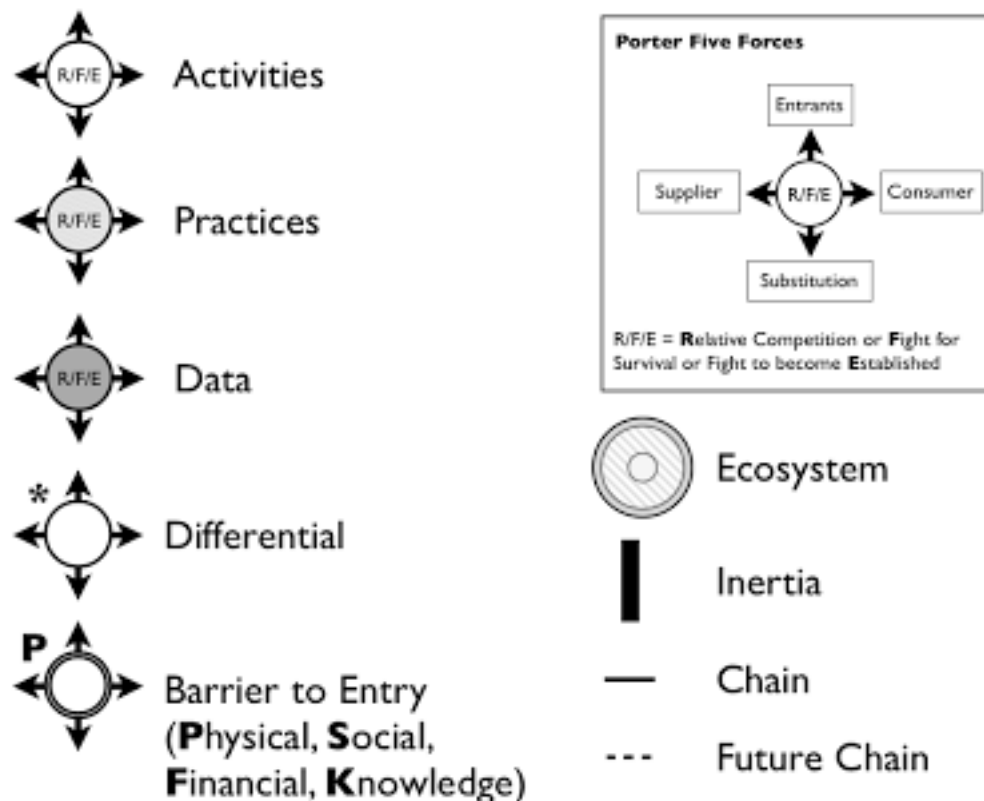 R/F/E
Activities
R/F/E
Practices
R/F/E
Data
*
Differential
P
Barrier to Entry
(Physical, Social,
Financial, Knowledge)
Porter Five Forces
Entrants
Supplier
R/F/E
Consumer
Substitution
R/F/E = Relative Competition or Fight for
Survival or Fight to become Established
Ecosystem
Inertia
Chain
Future Chain